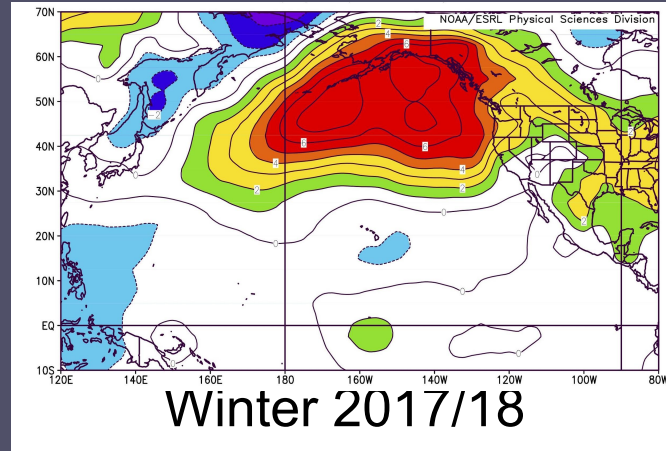 NOAA/ESRL Physical Sciences Division
70N
60N
50N
40N
30N
20N
10N
EQ
10S
120E 140E 160E 180 160W 140W 120W 100W 80W
Winter 2017/18